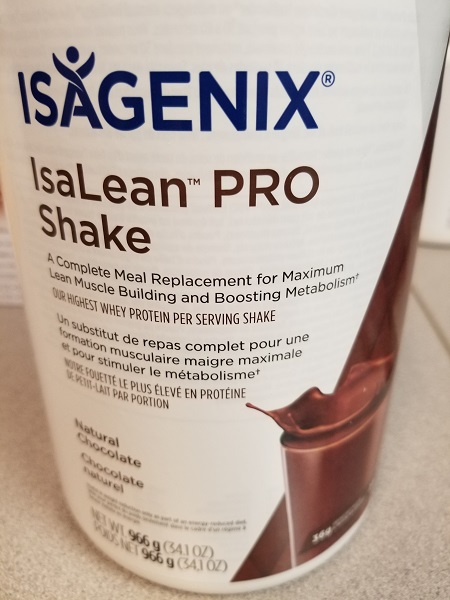 ISAGENIX®
IsaLean™ PRO
Shake
A Complete Meal Replacement for Maximum
Lean Muscle Building and Boosting Metabolism†
OUR HIGHEST WHEY PROTEIN PER SERVING SHAKE
Un substitut de repas complet pour une
formation musculaire maigre maximale
et pour stimuler le métabolisme†
NOTRE FOUETTÉ LE PLUS ÉLEVÉ EN PROTÉINE
DE PETIT-LAIT PAR PORTION
Natural
Chocolate
Chocolate
naturel
NET WT. 966 g (34.1 OZ)
POIDS NET 966 g (34.1 OZ)
36g